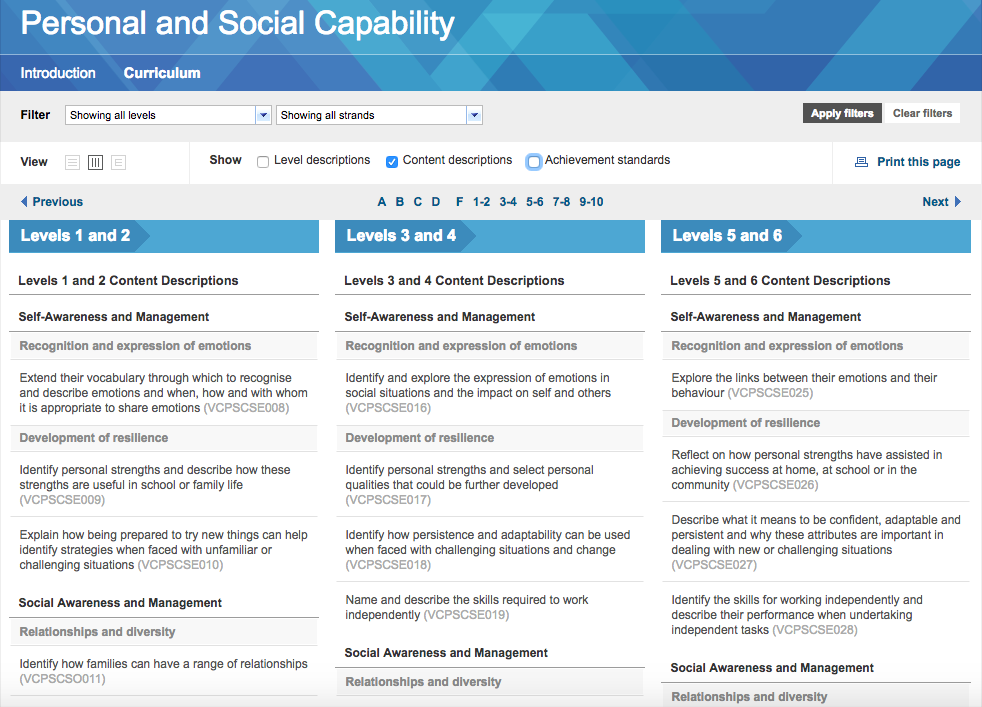 Personal and Social Capability
Introduction Curriculum
Filter Showing all levels Showing all strands Apply filters Clear filters
View Show Level descriptions Content descriptions Achievement standards Print this page
Previous A B C D F 1-2 3-4 5-6 7-8 9-10 Next
Levels 1 and 2
Levels 1 and 2 Content Descriptions
Self-Awareness and Management
Recognition and expression of emotions
Extend their vocabulary through which to recognise
and describe emotions and when, how and with whom
it is appropriate to share emotions (VCPSCSE008)
Development of resilience
Identify personal strengths and describe how these
strengths are useful in school or family life
(VCPSCSE009)
Explain how being prepared to try new things can help
identify strategies when faced with unfamiliar or
challenging situations (VCPSCSE010)
Social Awareness and Management
Relationships and diversity
Identify how families can have a range of relationships
(VCPSCSO011)
Levels 3 and 4
Levels 3 and 4 Content Descriptions
Self-Awareness and Management
Recognition and expression of emotions
Identify and explore the expression of emotions in
social situations and the impact on self and others
(VCPSCSE016)
Development of resilience
Identify personal strengths and select personal
qualities that could be further developed
(VCPSCSE017)
Identify how persistence and adaptability can be used
when faced with challenging situations and change
(VCPSCSE018)
Name and describe the skills required to work
independently (VCPSCSE019)
Social Awareness and Management
Relationships and diversity
Levels 5 and 6
Levels 5 and 6 Content Descriptions
Self-Awareness and Management
Recognition and expression of emotions
Explore the links between their emotions and their
behaviour (VCPSCSE025)
Development of resilience
Reflect on how personal strengths have assisted in
achieving success at home, at school or in the
community (VCPSCSE026)
Describe what it means to be confident, adaptable and
persistent and why these attributes are important in
dealing with new or challenging situations
(VCPSCSE027)
Identify the skills for working independently and
describe their performance when undertaking
independent tasks (VCPSCSE028)
Social Awareness and Management
Relationships and diversity